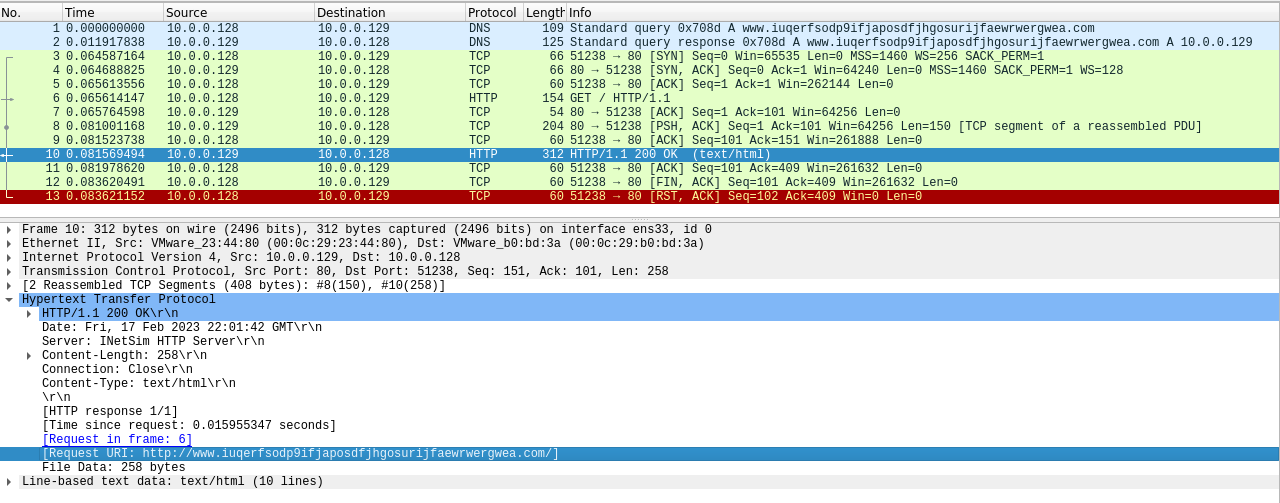 No. Time Source Destination Protocol Length Info
1 0.000000000 10.0.0.128 10.0.0.129 DNS 109 Standard query 0x708d A www.iuqerfsodp9ifjaposdfjhgosurijfaewrwergwea.com
2 0.011917838 10.0.0.129 10.0.0.128 DNS 125 Standard query response 0x708d A www.iuqerfsodp9ifjaposdfjhgosurijfaewrwergwea.com A 10.0.0.129
3 0.064587164 10.0.0.128 10.0.0.129 TCP 66 51238 → 80 [SYN] Seq=0 Win=65535 Len=0 MSS=1460 WS=256 SACK_PERM=1
4 0.064688825 10.0.0.129 10.0.0.128 TCP 66 80 → 51238 [SYN, ACK] Seq=0 Ack=1 Win=64240 Len=0 MSS=1460 SACK_PERM=1 WS=128
5 0.065613556 10.0.0.128 10.0.0.129 TCP 60 51238 → 80 [ACK] Seq=1 Ack=1 Win=262144 Len=0
6 0.065614147 10.0.0.128 10.0.0.129 HTTP 154 GET / HTTP/1.1
7 0.065764598 10.0.0.129 10.0.0.128 TCP 54 80 → 51238 [ACK] Seq=1 Ack=101 Win=64256 Len=0
8 0.081001168 10.0.0.129 10.0.0.128 TCP 204 80 → 51238 [PSH, ACK] Seq=1 Ack=101 Win=64256 Len=150 [TCP segment of a reassembled PDU]
9 0.081523738 10.0.0.128 10.0.0.129 TCP 60 51238 → 80 [ACK] Seq=101 Ack=151 Win=261888 Len=0
10 0.081569494 10.0.0.129 10.0.0.128 HTTP 312 HTTP/1.1 200 OK (text/html)
11 0.081978620 10.0.0.128 10.0.0.129 TCP 60 51238 → 80 [ACK] Seq=101 Ack=409 Win=261632 Len=0
12 0.083620491 10.0.0.128 10.0.0.129 TCP 60 51238 → 80 [FIN, ACK] Seq=101 Ack=409 Win=261632 Len=0
13 0.083621152 10.0.0.128 10.0.0.129 TCP 60 51238 → 80 [RST, ACK] Seq=102 Ack=409 Win=0 Len=0
Frame 10: 312 bytes on wire (2496 bits), 312 bytes captured (2496 bits) on interface ens33, id 0
Ethernet II, Src: VMware_23:44:80 (00:0c:29:23:44:80), Dst: VMware_b0:bd:3a (00:0c:29:b0:bd:3a)
Internet Protocol Version 4, Src: 10.0.0.129, Dst: 10.0.0.128
Transmission Control Protocol, Src Port: 80, Dst Port: 51238, Seq: 151, Ack: 101, Len: 258
[2 Reassembled TCP Segments (408 bytes): #8(150), #10(258)]
Hypertext Transfer Protocol
HTTP/1.1 200 OK\r\n
Date: Fri, 17 Feb 2023 22:01:42 GMT\r\n
Server: INetSim HTTP Server\r\n
Content-Length: 258\r\n
Connection: Close\r\n
Content-Type: text/html\r\n
\r\n
[HTTP response 1/1]
[Time since request: 0.015955347 seconds]
[Request in frame: 6]
[Request URI: http://www.iuqerfsodp9ifjaposdfjhgosurijfaewrwergwea.com/]
File Data: 258 bytes
Line-based text data: text/html (10 lines)